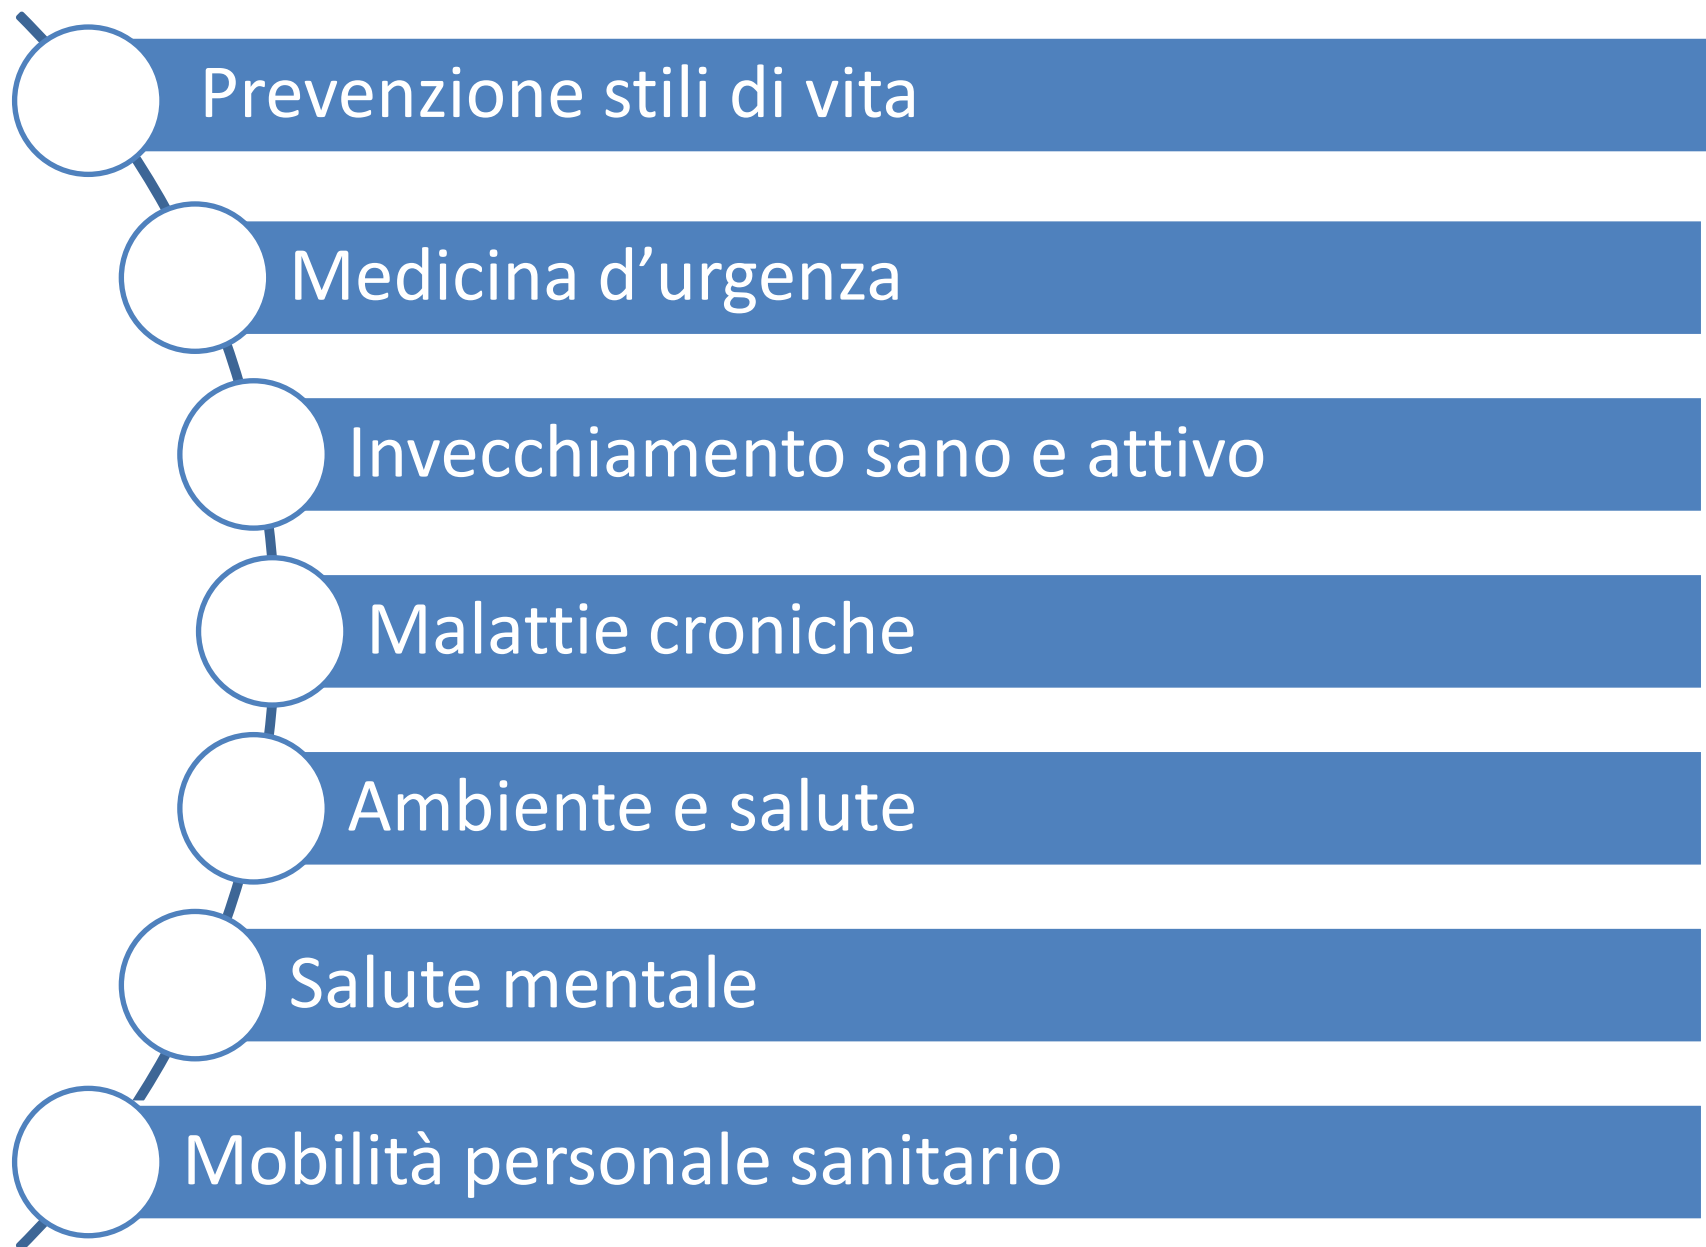 Prevenzione stili di vita
Medicina d’urgenza
Invecchiamento sano e attivo
Malattie croniche
Ambiente e salute
Salute mentale
Mobilità personale sanitario